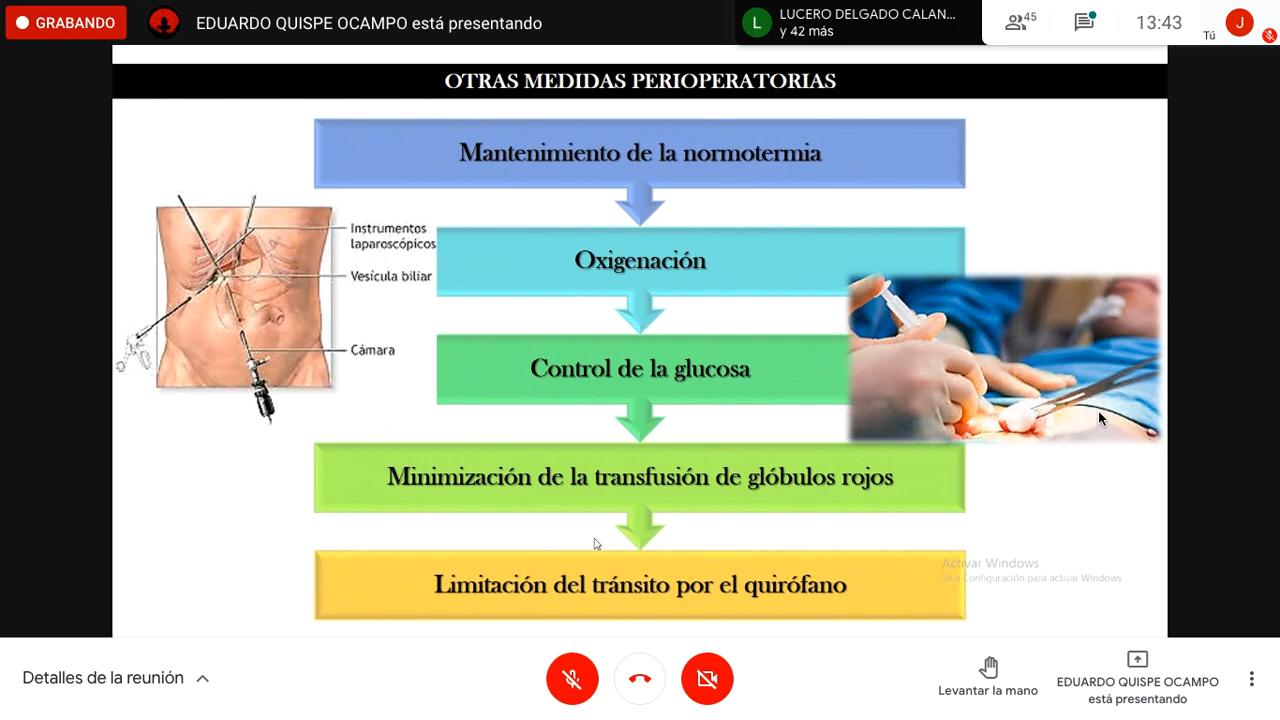 GRABANDO
EDUARDO QUISPE OCAMPO está presentando
L
LUCERO DELGADO CALAN...
y 42 más
45
13:43
Tú
J
OTRAS MEDIDAS PERIOPERATORIAS
Mantenimiento de la normotermia
Instrumentos
laparoscópicos
Vesícula biliar
Cámara
Oxigenación
Control de la glucosa
Minimización de la transfusión de glóbulos rojos
Limitación del tránsito por el quirófano
Activar Windows
Ve a Configuración para activar Windows.
Detalles de la reunión
Levantar la mano
EDUARDO QUISPE OCAMPO
está presentando